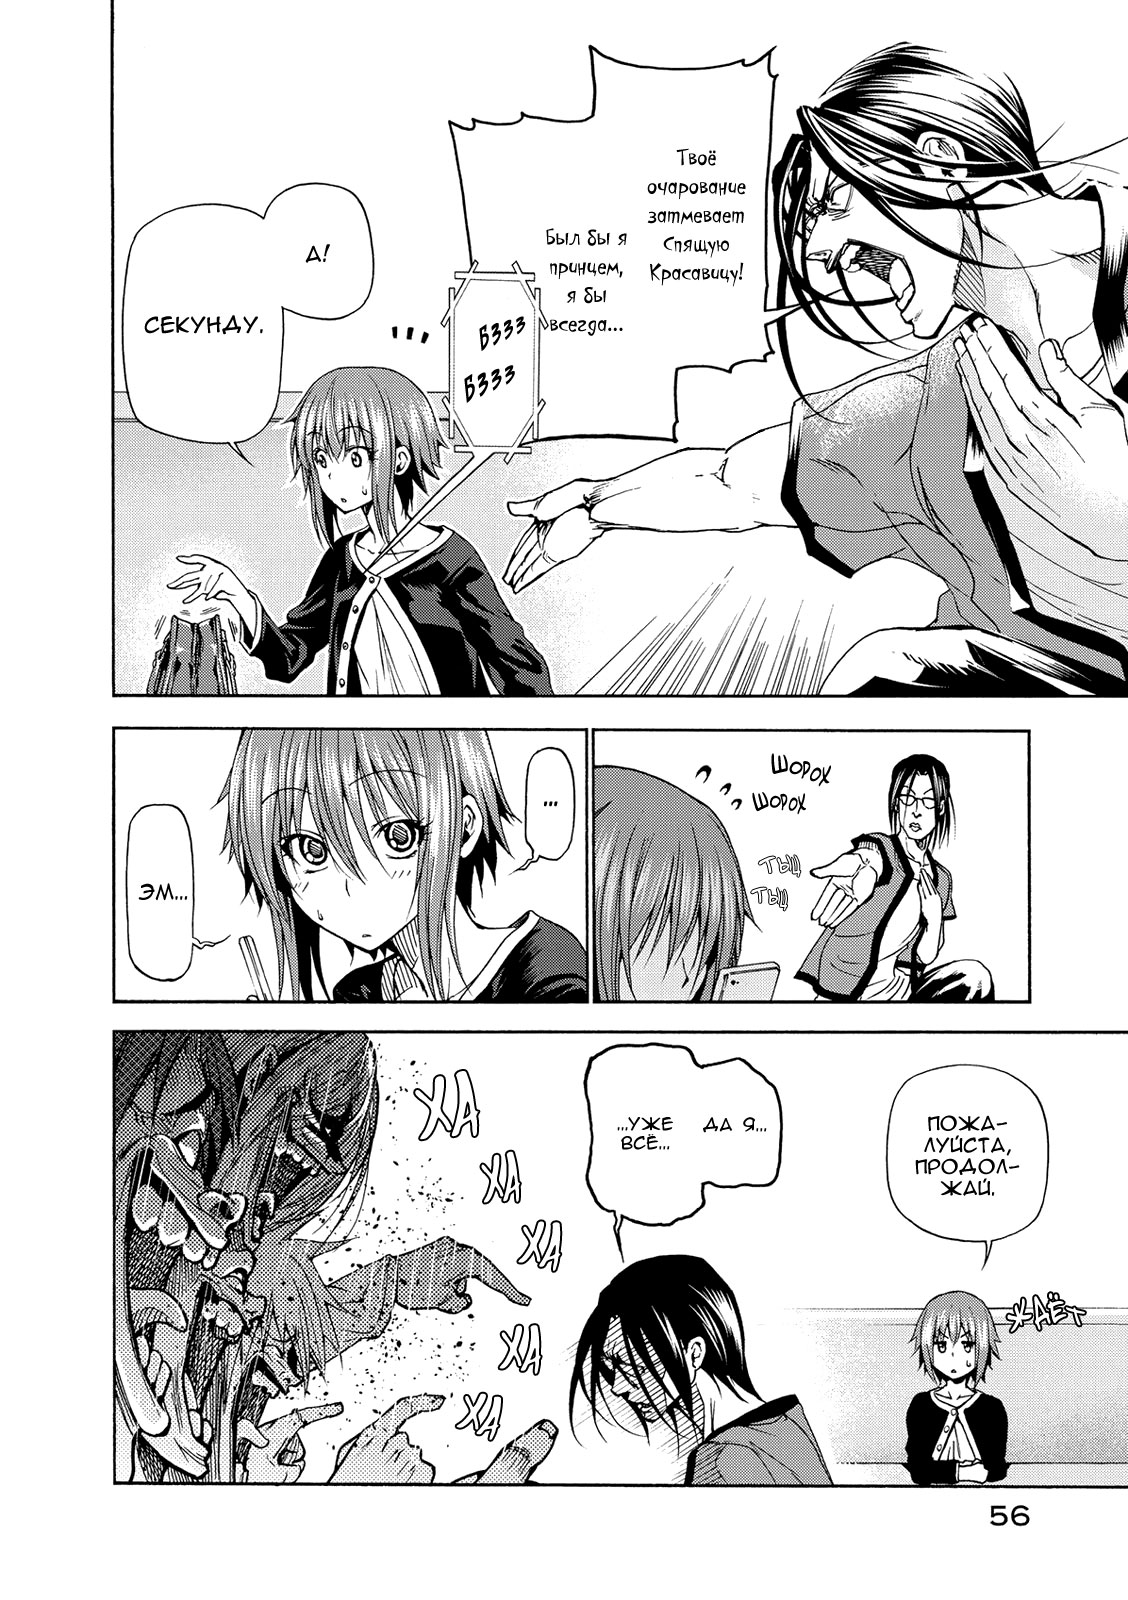 Твоё
очарование
затмевает
Спящую
Красавицу!
Был бы я
принцем,
я бы
всегда...
БЗЗЗ
БЗЗЗ
А!
СЕКУНДУ.
ШОРОХ
ШОРОХ
ТЫЦ
ТЫЦ
...
ЭМ...
ПОЖА-
ЛУЙСТА,
ПРОДОЛ-
ЖАЙ.
ЖДЁТ
ДА Я...
...УЖЕ
ВСЁ...
ХА
ХА
ХА
ХА
ХА
56